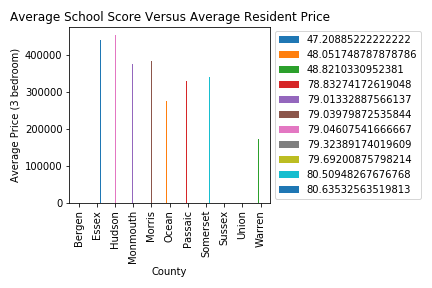 Average School Score Versus Average Resident Price
Average Price (3 bedroom)
400000
300000
200000
100000
0
Bergen
Essex
Hudson
Monmouth
Morris
Ocean
Passaic
Somerset
Sussex
Union
Warren
County
47.20885222222222
48.051748787878786
48.8210330952381
78.83274172619048
79.01332887566137
79.03979872535844
79.04607541666667
79.32389174019609
79.69200875798214
80.50948267676768
80.63532563519813